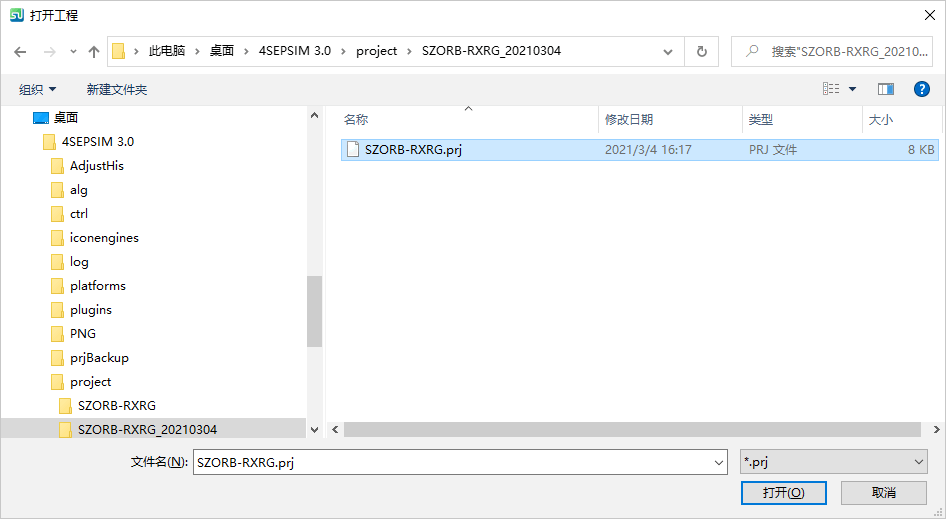 打开工程
此电脑 桌面 4SEPSIM 3.0 project SZORB-RXRG_20210304
搜索"SZORB-RXRG_20210...
组织 新建文件夹
桌面
4SEPSIM 3.0
AdjustHis
alg
ctrl
iconengines
log
platforms
plugins
PNG
prjBackup
project
SZORB-RXRG
SZORB-RXRG_20210304
名称 修改日期 类型 大小
SZORB-RXRG.prj 2021/3/4 16:17 PRJ 文件 8 KB
文件名(N): SZORB-RXRG.prj *.prj
打开(O) 取消